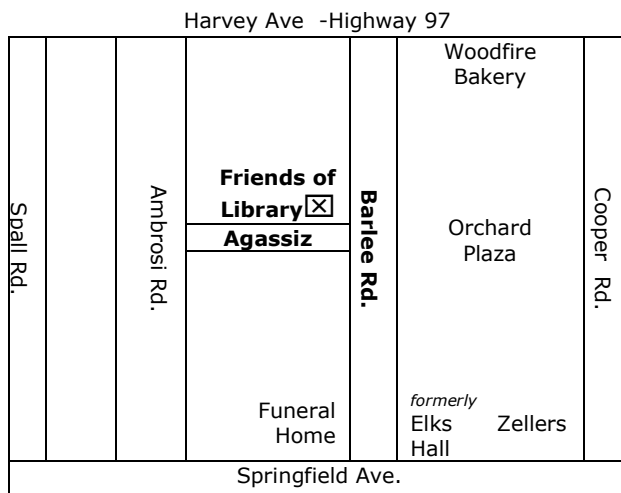 Harvey Ave -Highway 97
Woodfire
Bakery
Friends of
Library
Agassiz
Spall Rd.
Ambrosi Rd.
Barlee Rd.
Orchard
Plaza
Cooper Rd.
Funeral
Home
formerly
Elks Zellers
Hall
Springfield Ave.